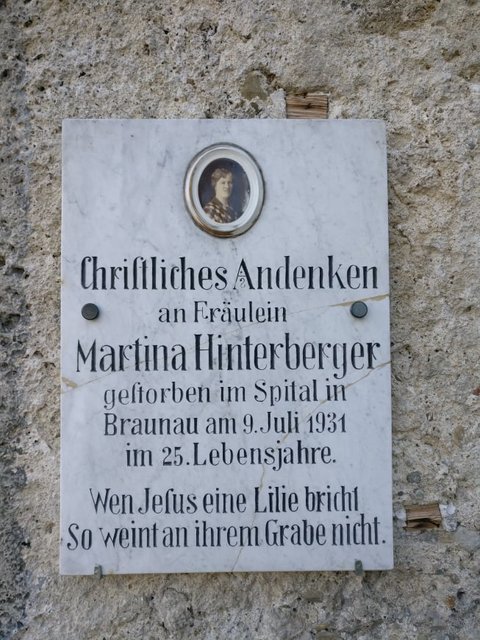 Chriſtliches Andenken
an Fräulein
Martina Hinterberger
geſtorben im Spital in
Braunau am 9. Juli 1931
im 25. Lebensjahre.
Wen Jeſus eine Lilie bricht
So weint an ihrem Grabe nicht.